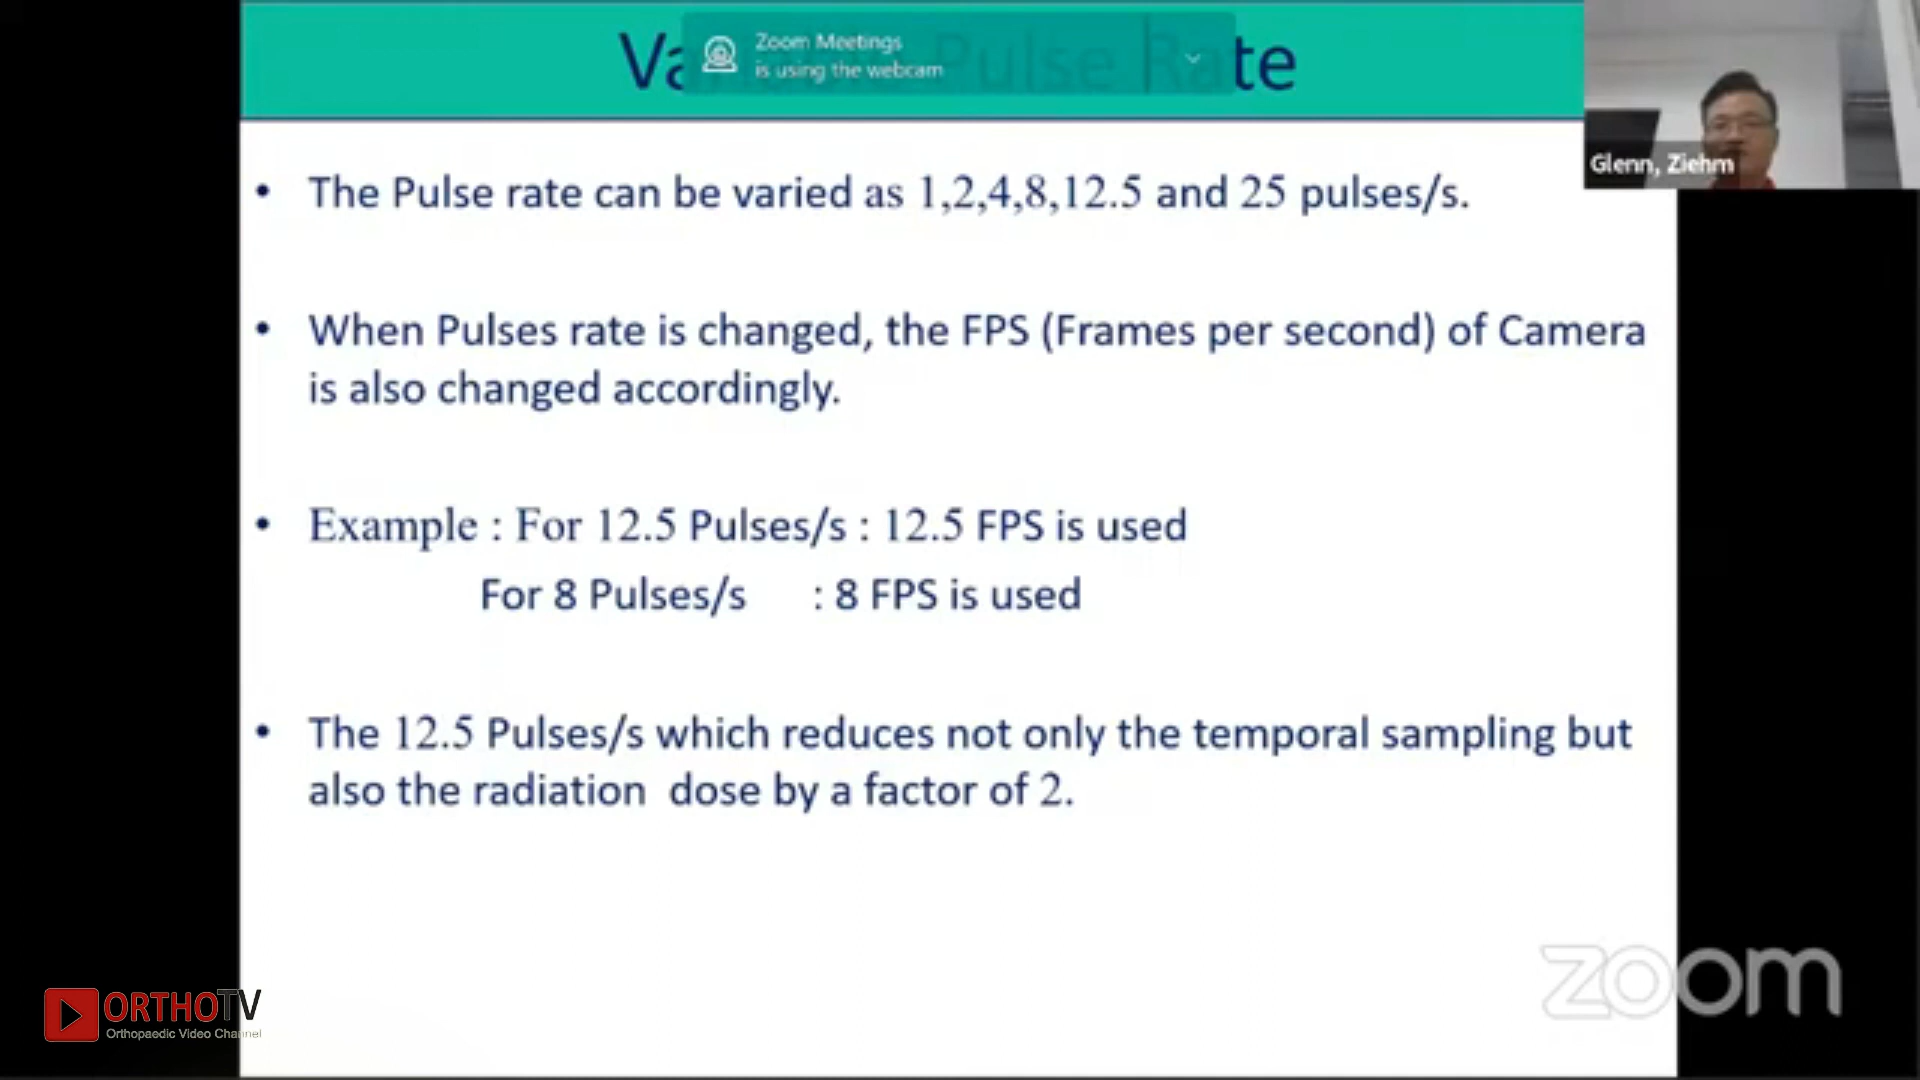 Zoom Meetings
is using the webcam
Pulse Rate
Glenn, Ziehm
• The Pulse rate can be varied as 1,2,4,8,12.5 and 25 pulses/s.
• When Pulses rate is changed, the FPS (Frames per second) of Camera
is also changed accordingly.
• Example : For 12.5 Pulses/s : 12.5 FPS is used
For 8 Pulses/s : 8 FPS is used
• The 12.5 Pulses/s which reduces not only the temporal sampling but
also the radiation dose by a factor of 2.
ORTHOTV
Orthopaedic Video Channel
zoom